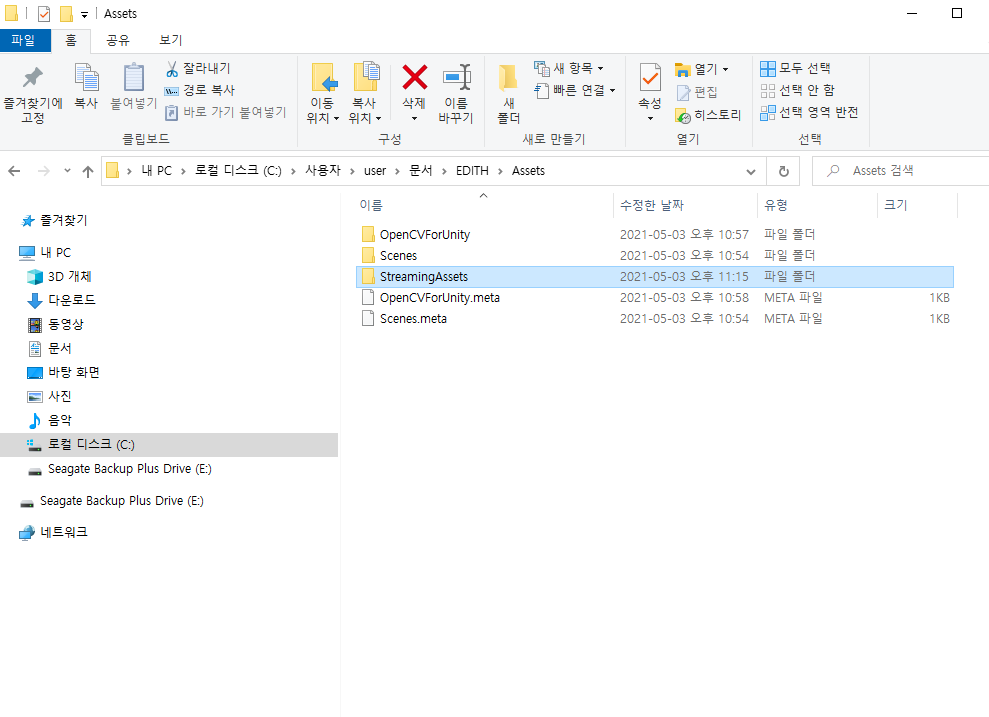 Assets
파일 홈 공유 보기
즐겨찾기에 고정
복사
붙여넣기
잘라내기
경로 복사
바로 가기 붙여넣기
클립보드
이동 위치
복사 위치
삭제
이름 바꾸기
구성
새 폴더
새 항목
빠른 연결
새로 만들기
속성
열기
편집
히스토리
열기
모두 선택
선택 안 함
선택 영역 반전
선택
내 PC > 로컬 디스크 (C:) > 사용자 > user > 문서 > EDITH > Assets
Assets 검색
즐겨찾기
내 PC
3D 개체
다운로드
동영상
문서
바탕 화면
사진
음악
로컬 디스크 (C:)
Seagate Backup Plus Drive (E:)
Seagate Backup Plus Drive (E:)
네트워크
이름 수정한 날짜 유형 크기
OpenCVForUnity 2021-05-03 오후 10:57 파일 폴더
Scenes 2021-05-03 오후 10:54 파일 폴더
StreamingAssets 2021-05-03 오후 11:15 파일 폴더
OpenCVForUnity.meta 2021-05-03 오후 10:58 META 파일 1KB
Scenes.meta 2021-05-03 오후 10:54 META 파일 1KB